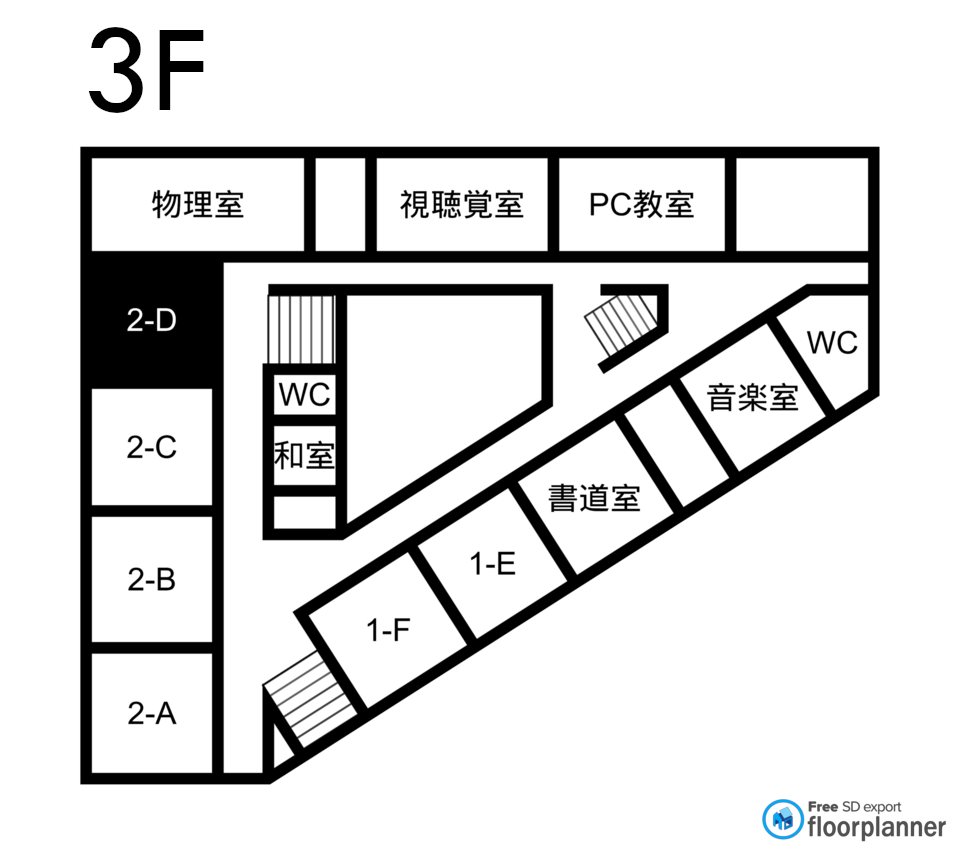 3F
物理室
視聴覚室
PC教室
2-D
WC
WC
2-C
和室
音楽室
書道室
2-B
1-E
1-F
2-A
Free SD export
floorplanner